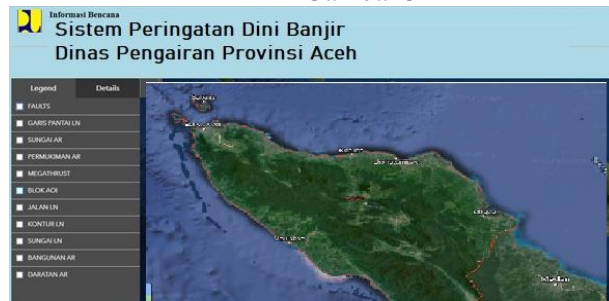 Informasi Bencana
Sistem Peringatan Dini Banjir
Dinas Pengairan Provinsi Aceh
Legend Details
FAULTS
GARIS PANTAI LN
SUNGAI AR
PERMUKIMAN AR
MEGATHRUST
BLOK AOI
JALAN LN
KONTUR LN
SUNGAI LN
BANGUNAN AR
DARATAN AR